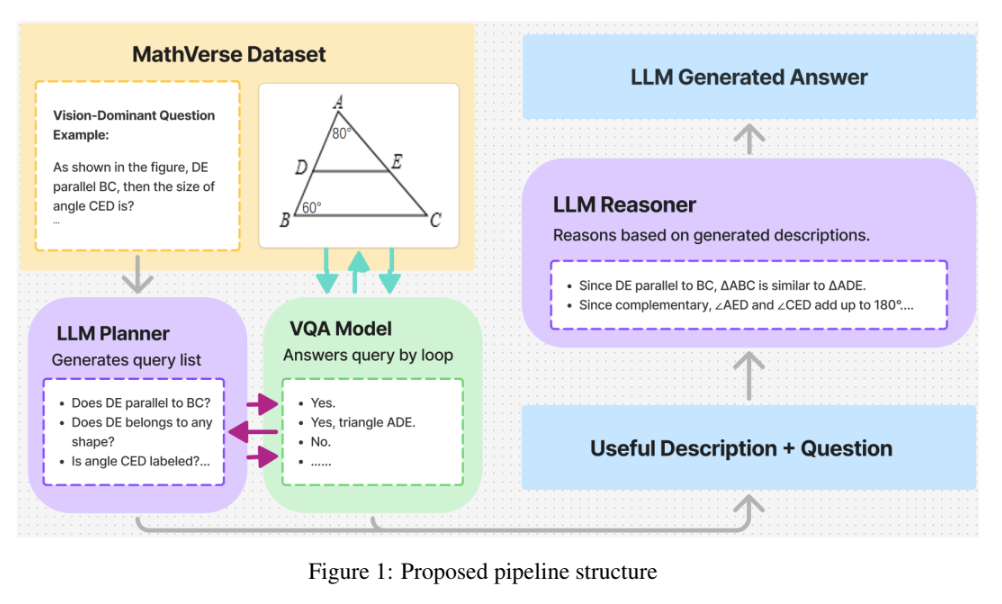 MathVerse Dataset
Vision-Dominant Question
Example:
As shown in the figure, DE
parallel BC, then the size of
angle CED is?
...
A
80°
D
E
B
60°
C
LLM Planner
Generates query list
• Does DE parallel to BC?
• Does DE belongs to any
shape?
• Is angle CED labeled?...
VQA Model
Answers query by loop
• Yes.
• Yes, triangle ADE.
• No.
• ......
LLM Generated Answer
LLM Reasoner
Reasons based on generated descriptions.
• Since DE parallel to BC, ΔABC is similar to ΔADE.
• Since complementary, ∠AED and ∠CED add up to 180°....
Useful Description + Question
Figure 1: Proposed pipeline structure